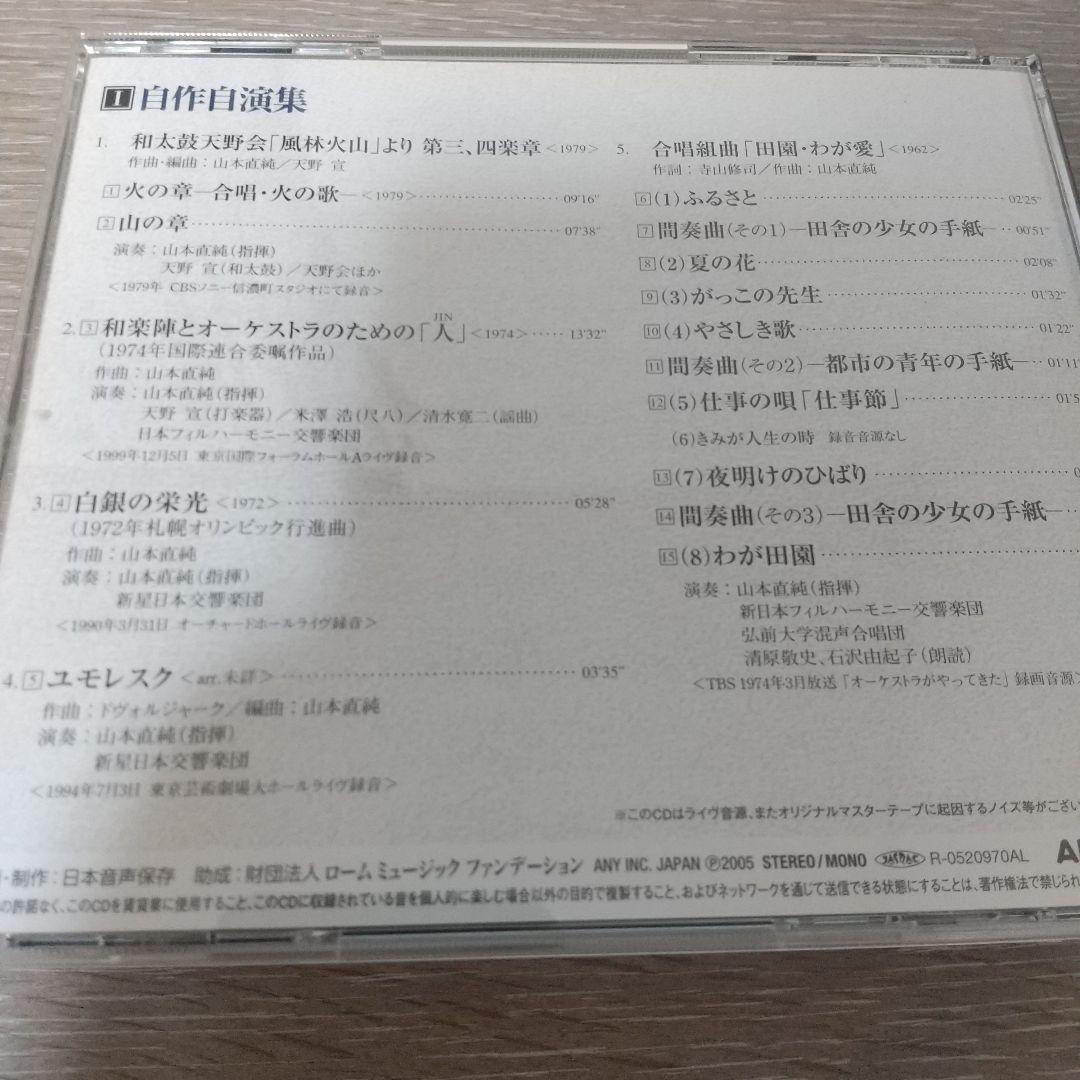 I 自作自演集
1. 和太鼓天野会「風林火山」より 第三、四楽章<1979>
作曲・編曲：山本直純／天野 宣
1 火の章―合唱・火の歌―<1979>…………………… 09'16"
2 山の章…………………………………………… 07'38"
演奏：山本直純(指揮)
天野 宣(和太鼓)／天野会ほか
<1979年 CBSソニー信濃町スタジオにて録音>
JIN
2. 3 和楽陣とオーケストラのための「人」<1974>…… 13'32"
(1974年国際連合委嘱作品)
作曲：山本直純
演奏：山本直純(指揮)
天野 宣(打楽器)／米澤 浩(尺八)／清水寛二(謡曲)
日本フィルハーモニー交響楽団
<1999年12月5日 東京国際フォーラムホールAライヴ録音>
3. 4 白銀の栄光<1972>…………………………… 05'28"
(1972年札幌オリンピック行進曲)
作曲：山本直純
演奏：山本直純(指揮)
新星日本交響楽団
<1990年3月31日 オーチャードホールライヴ録音>
4. 5 ユモレスク<arr.未詳>…………………………… 03'35"
作曲：ドヴォルジャーク／編曲：山本直純
演奏：山本直純(指揮)
新星日本交響楽団
<1994年7月3日 東京芸術劇場大ホールライヴ録音>
5. 合唱組曲「田園・わが愛」<1962>
作詞：寺山修司／作曲：山本直純
6 (1)ふるさと…………………………… 02'25"
7 間奏曲(その1)―田舎の少女の手紙―‥ 00'51"
8 (2)夏の花…………………………… 02'08"
9 (3)がっこの先生…………………… 01'32"
10 (4)やさしき歌……………………… 01'22"
11 間奏曲(その2)―都市の青年の手紙―‥ 01'11"
12 (5)仕事の唄「仕事節」……………… 01'5
(6)きみが人生の時 録音音源なし
13 (7)夜明けのひばり…………………… 0
14 間奏曲(その3)―田舎の少女の手紙―‥
15 (8)わが田園……………………………
演奏：山本直純(指揮)
新日本フィルハーモニー交響楽団
弘前大学混声合唱団
清原敬史、石沢由起子(朗読)
<TBS 1974年3月放送「オーケストラがやってきた」録画音源>
※このCDはライヴ音源、またオリジナルマスターテープに起因するノイズ等がござい
・制作：日本音声保存 助成：財団法人 ローム ミュージック ファンデーション ANY INC. JAPAN Ⓟ2005 STEREO/MONO JASRAC R-0520970AL
の許諾なく、このCDを賃貸業に使用すること、このCDに収録されている音を個人的に楽しむ場合以外の目的で複製すること、およびネットワークを通じて送信できる状態にすることは、著作権法で禁じられ